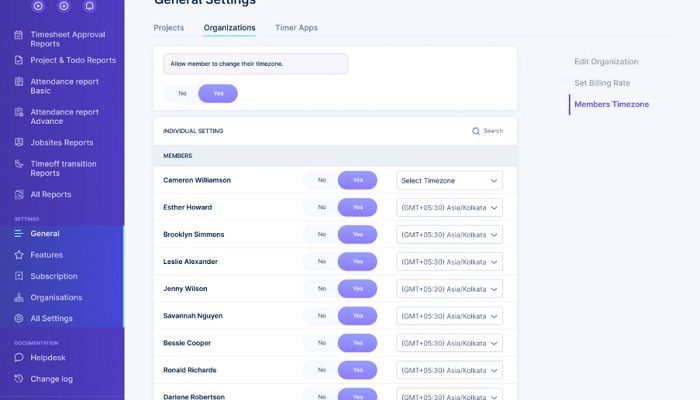 General Settings
Timesheet Approval
Reports
Project & Todo Reports
Attendance report
Basic
Attendance report
Advance
Jobsites Reports
Timeoff transition
Reports
All Reports
SETTINGS
General
Features
Subscription
Organisations
All Settings
DOCUMENTATION
Helpdesk
Change log
Projects Organizations Timer Apps
Allow member to change their timezone.
No Yes
INDIVIDUAL SETTING Search
MEMBERS
Cameron Williamson No Yes Select Timezone
Esther Howard No Yes (GMT+05:30) Asia/Kolkata
Brooklyn Simmons No Yes (GMT+05:30) Asia/Kolkata
Leslie Alexander No Yes (GMT+05:30) Asia/Kolkata
Jenny Wilson No Yes (GMT+05:30) Asia/Kolkata
Savannah Nguyen No Yes (GMT+05:30) Asia/Kolkata
Bessie Cooper No Yes (GMT+05:30) Asia/Kolkata
Ronald Richards No Yes (GMT+05:30) Asia/Kolkata
Darlene Robertson No Yes (GMT+05:30) Asia/Kolkata
Edit Organization
Set Billing Rate
Members Timezone